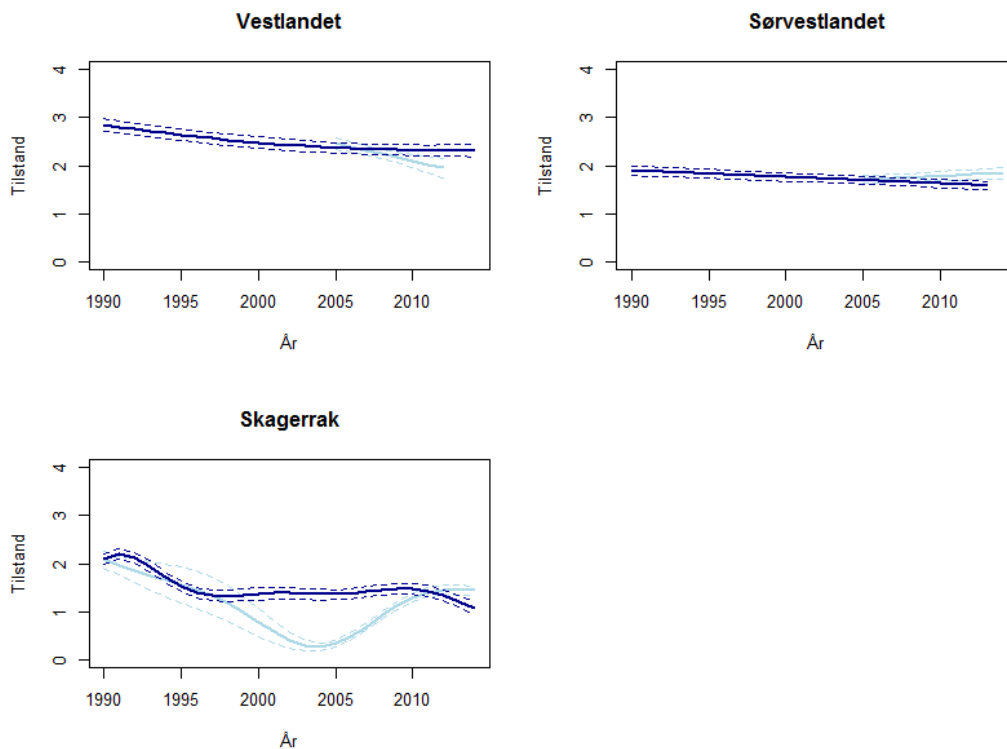 Vestlandet
Tilstand
0 1 2 3 4
1990 1995 2000 2005 2010
År
Sørvestlandet
Tilstand
0 1 2 3 4
1990 1995 2000 2005 2010
År
Skagerrak
Tilstand
0 1 2 3 4
1990 1995 2000 2005 2010
År